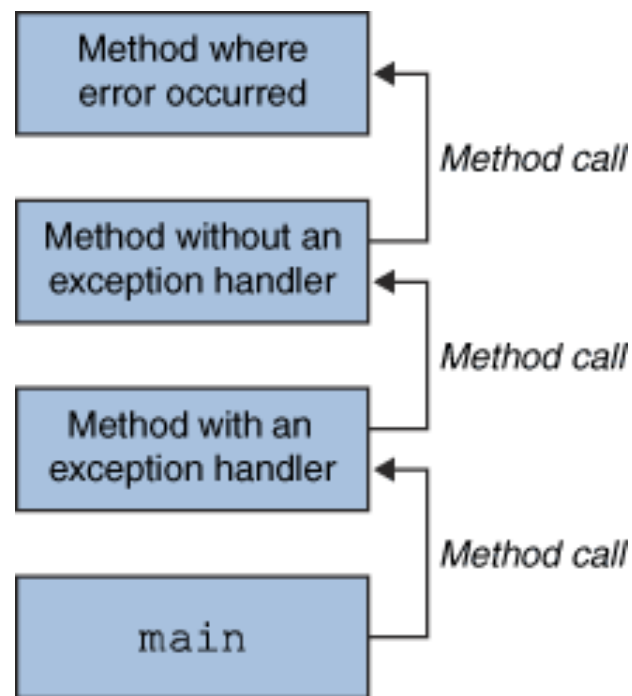 Method where
error occurred
Method call
Method without an
exception handler
Method call
Method with an
exception handler
Method call
main